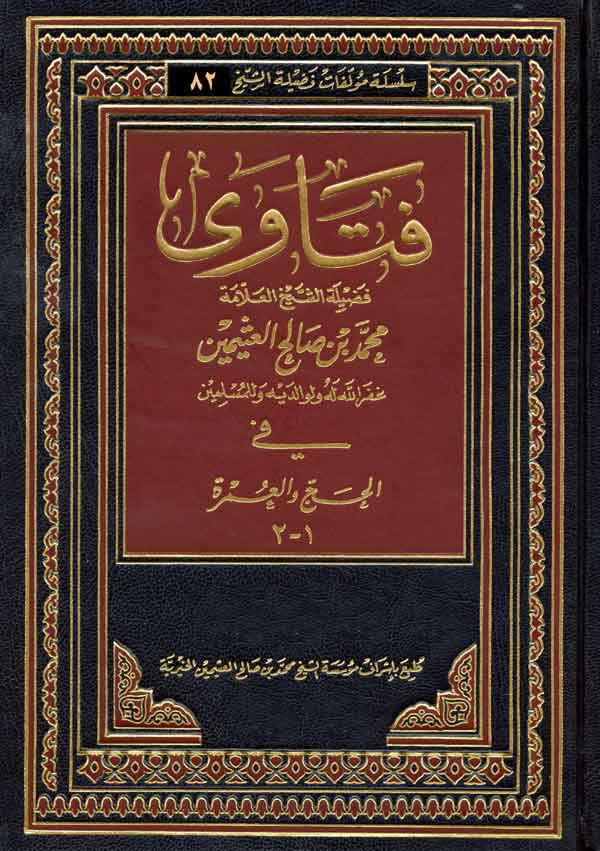 سلسلة مؤلفات فضيلة الشيخ ٨٢
فتاوى
فضيلة الشيخ العلامة
محمد بن صالح العثيمين
غفر الله له ولوالديه وللمسلمين
في
الحج والعمرة
١-٢
طبع بإشراف مؤسسة الشيخ محمد بن صالح العثيمين الخيرية